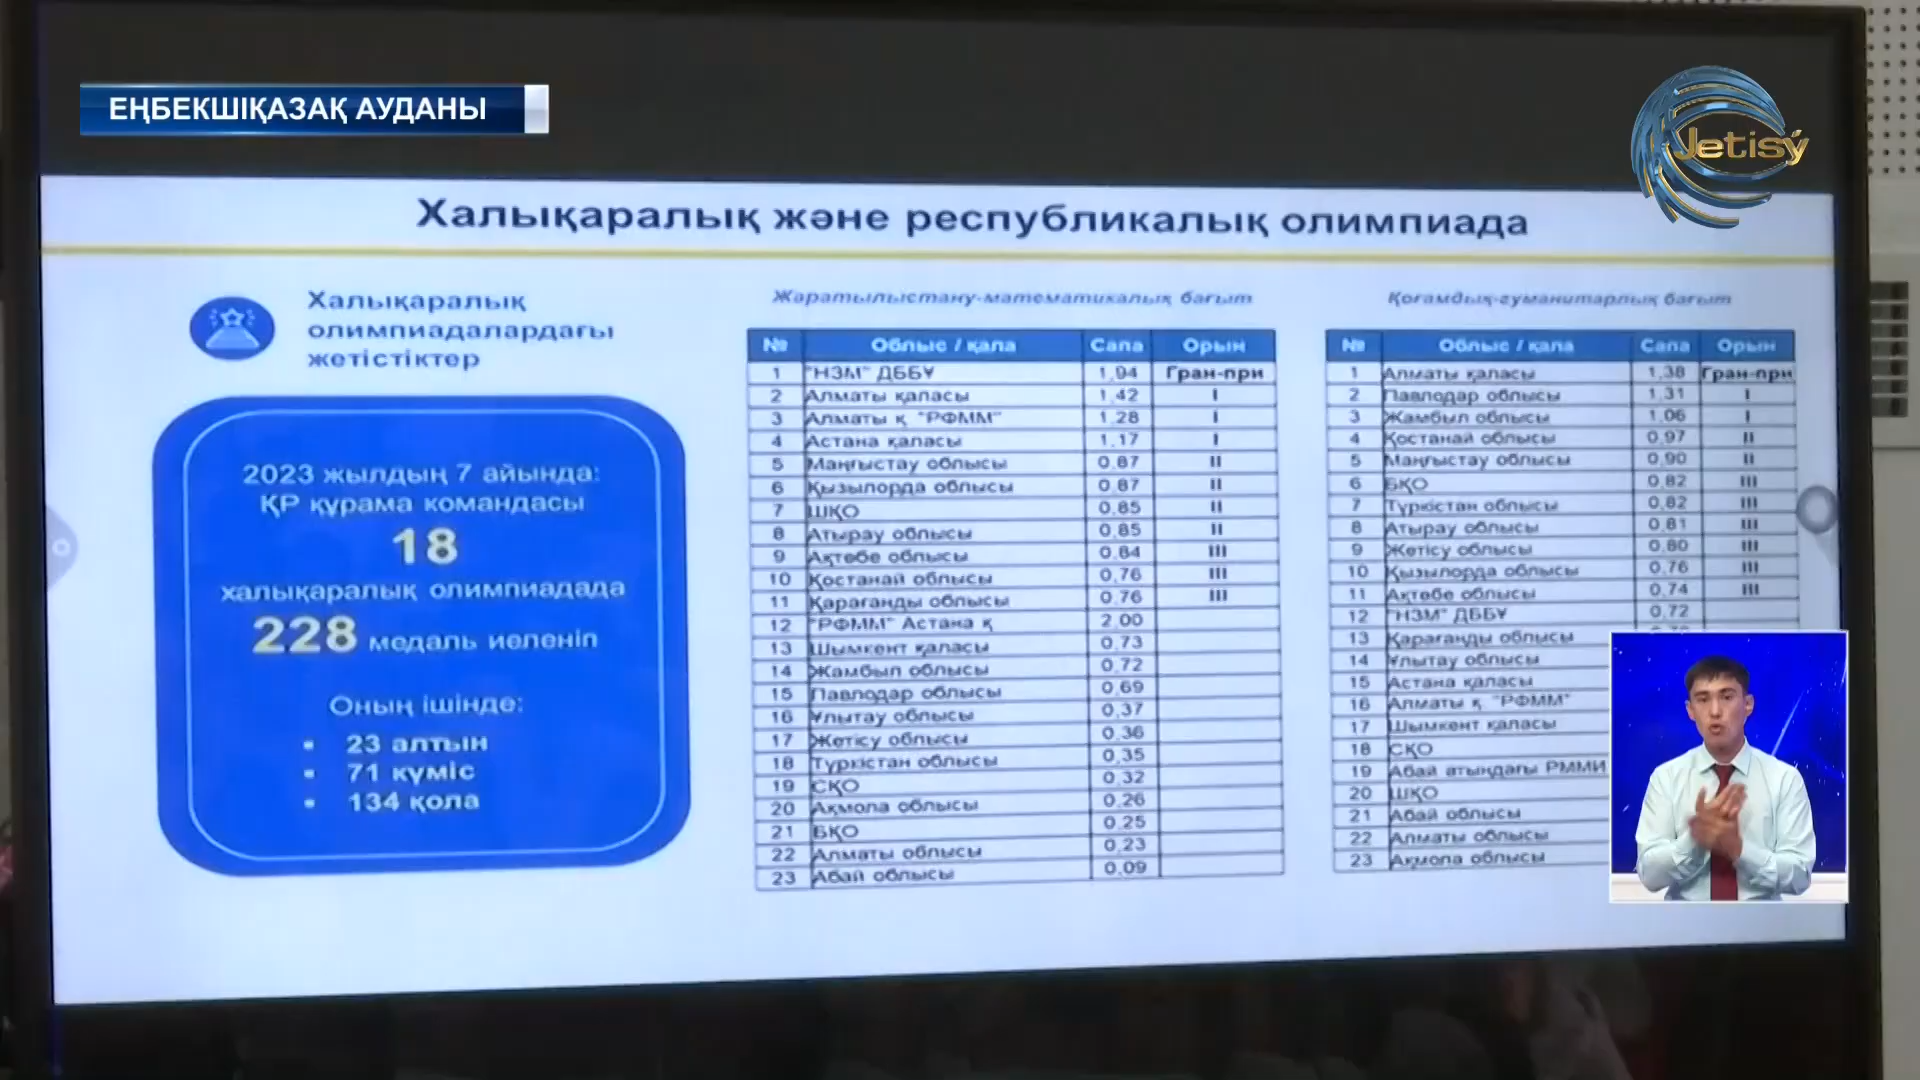 ЕҢБЕКШІҚАЗАҚ АУДАНЫ
Jetisý
Халықаралық және республикалық олимпиада
Халықаралық
олимпиадалардағы
жетістіктер
2023 жылдың 7 айында:
ҚР құрама командасы
18
халықаралық олимпиадада
228 медаль иеленіп
Оның ішінде:
▪ 23 алтын
▪ 71 күміс
▪ 134 қола
Жаратылыстану-математикалық бағыт
№ Облыс / қала Сапа Орын
1 "НЗМ" ДББҰ 1,94 Гран-при
2 Алматы қаласы 1,42 I
3 Алматы қ "РФММ" 1,28 I
4 Астана қаласы 1,17 I
5 Маңғыстау облысы 0,87 II
6 Қызылорда облысы 0,87 II
7 ШҚО 0,85 II
8 Атырау облысы 0,85 II
9 Ақтөбе облысы 0,84 III
10 Қостанай облысы 0,76 III
11 Қарағанды облысы 0,76 III
12 "РФММ" Астана қ 2,00
13 Шымкент қаласы 0,73
14 Жамбыл облысы 0,72
15 Павлодар облысы 0,69
16 Ұлытау облысы 0,37
17 Жетісу облысы 0,36
18 Түркістан облысы 0,35
19 СҚО 0,32
20 Ақмола облысы 0,26
21 БҚО 0,25
22 Алматы облысы 0,23
23 Абай облысы 0,09
Қоғамдық-гуманитарлық бағыт
№ Облыс / қала Сапа Орын
1 Алматы қаласы 1,38 Гран-при
2 Павлодар облысы 1,31 I
3 Жамбыл облысы 1,06 I
4 Қостанай облысы 0,97 II
5 Маңғыстау облысы 0,90 II
6 БҚО 0,82 III
7 Түркістан облысы 0,82 III
8 Атырау облысы 0,81 III
9 Жетісу облысы 0,80 III
10 Қызылорда облысы 0,76 III
11 Ақтөбе облысы 0,74 III
12 "НЗМ" ДББҰ 0,72
13 Қарағанды облысы
14 Ұлытау облысы
15 Астана қаласы
16 Алматы қ "РФММ"
17 Шымкент қаласы
18 СҚО
19 Абай атындағы РММИ
20 ШҚО
21 Абай облысы
22 Алматы облысы
23 Ақмола облысы